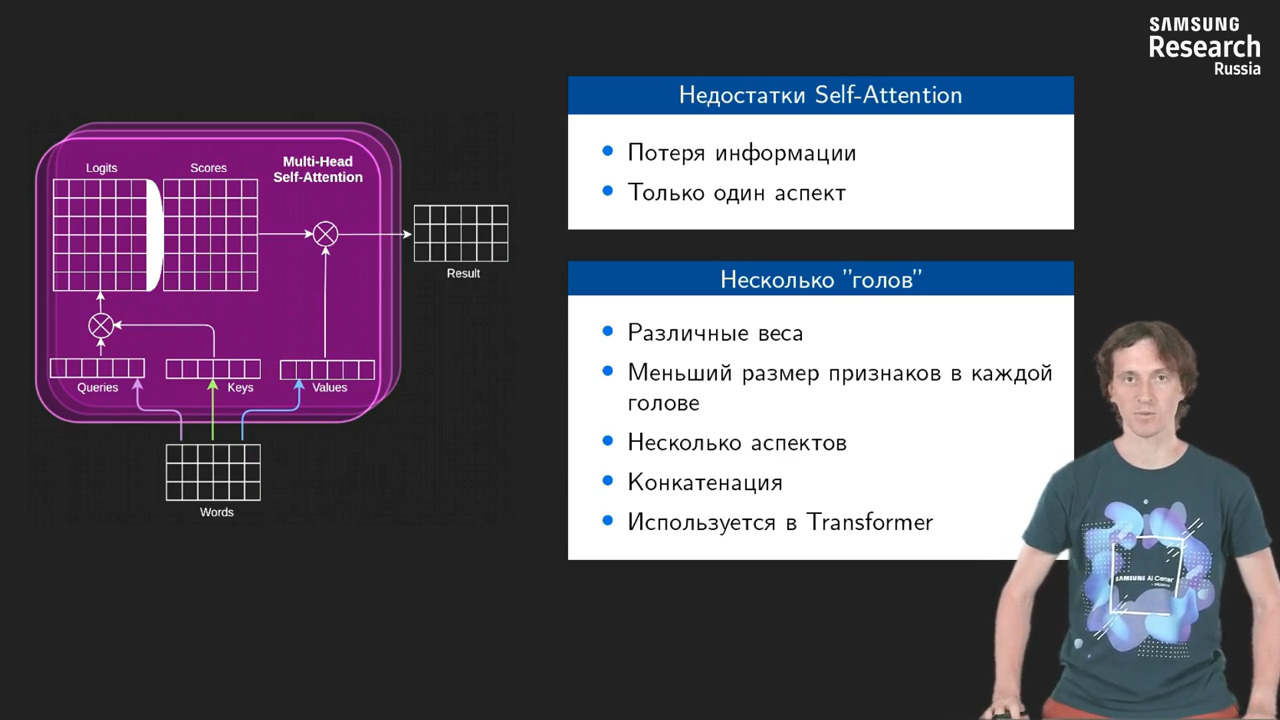 SAMSUNG
Research
Russia
Недостатки Self-Attention
Потеря информации
Только один аспект
Несколько "голов"
Различные веса
Меньший размер признаков в каждой
голове
Несколько аспектов
Конкатенация
Используется в Transformer
Logits
Scores
Multi-Head
Self-Attention
Result
Queries
Keys
Values
Words
SAMSUNG AI Center